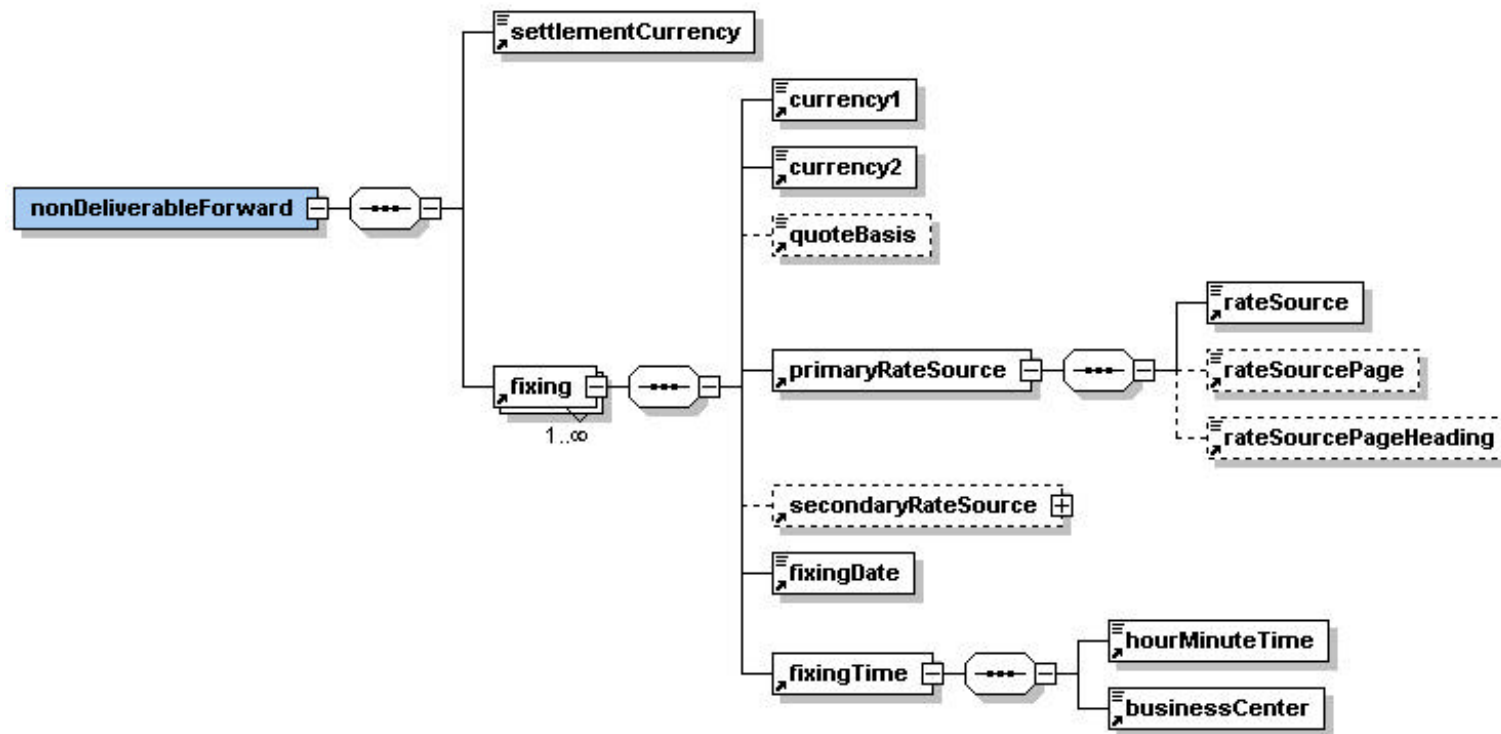 settlementCurrency
currency1
currency2
nonDeliverableForward
quoteBasis
rateSource
primaryRateSource
rateSourcePage
fixing
1..∞
rateSourcePageHeading
secondaryRateSource
fixingDate
hourMinuteTime
fixingTime
businessCenter